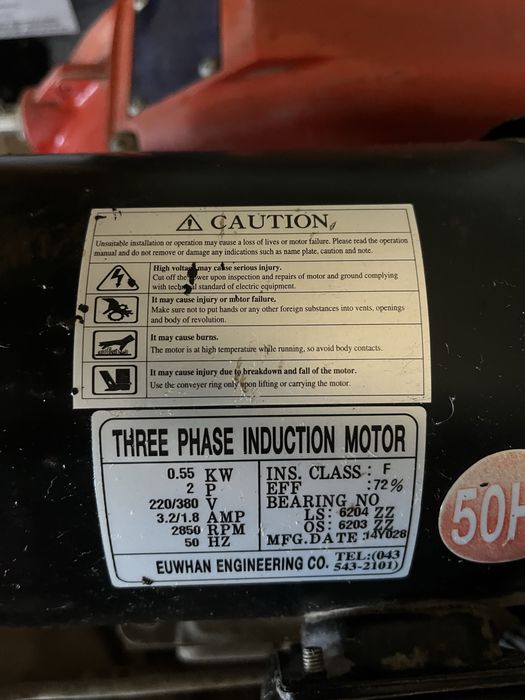 ⚠ CAUTION
Unsuitable installation or operation may cause a loss of lives or motor failure. Please read the operation
manual and do not remove or damage any indications such as name plate, caution and note.
High voltage may cause serious injury.
Cut off the power upon inspection and repairs of motor and ground complying
with technical standard of electric equipment.
It may cause injury or motor failure.
Make sure not to put hands or any other foreign substances into vents, openings
and body of revolution.
It may cause burns.
The motor is at high temperature while running, so avoid body contacts.
It may cause injury due to breakdown and fall of the motor.
Use the conveyer ring only upon lifting or carrying the motor.
THREE PHASE INDUCTION MOTOR
0.55 KW
2 P
220/380 V
3.2/1.8 AMP
2850 RPM
50 HZ
INS. CLASS : F
EFF :72%
BEARING NO
LS: 6204 ZZ
OS: 6203 ZZ
MFG.DATE :14V028
EUWHAN ENGINEERING CO. TEL:(043
543-2101)
50H